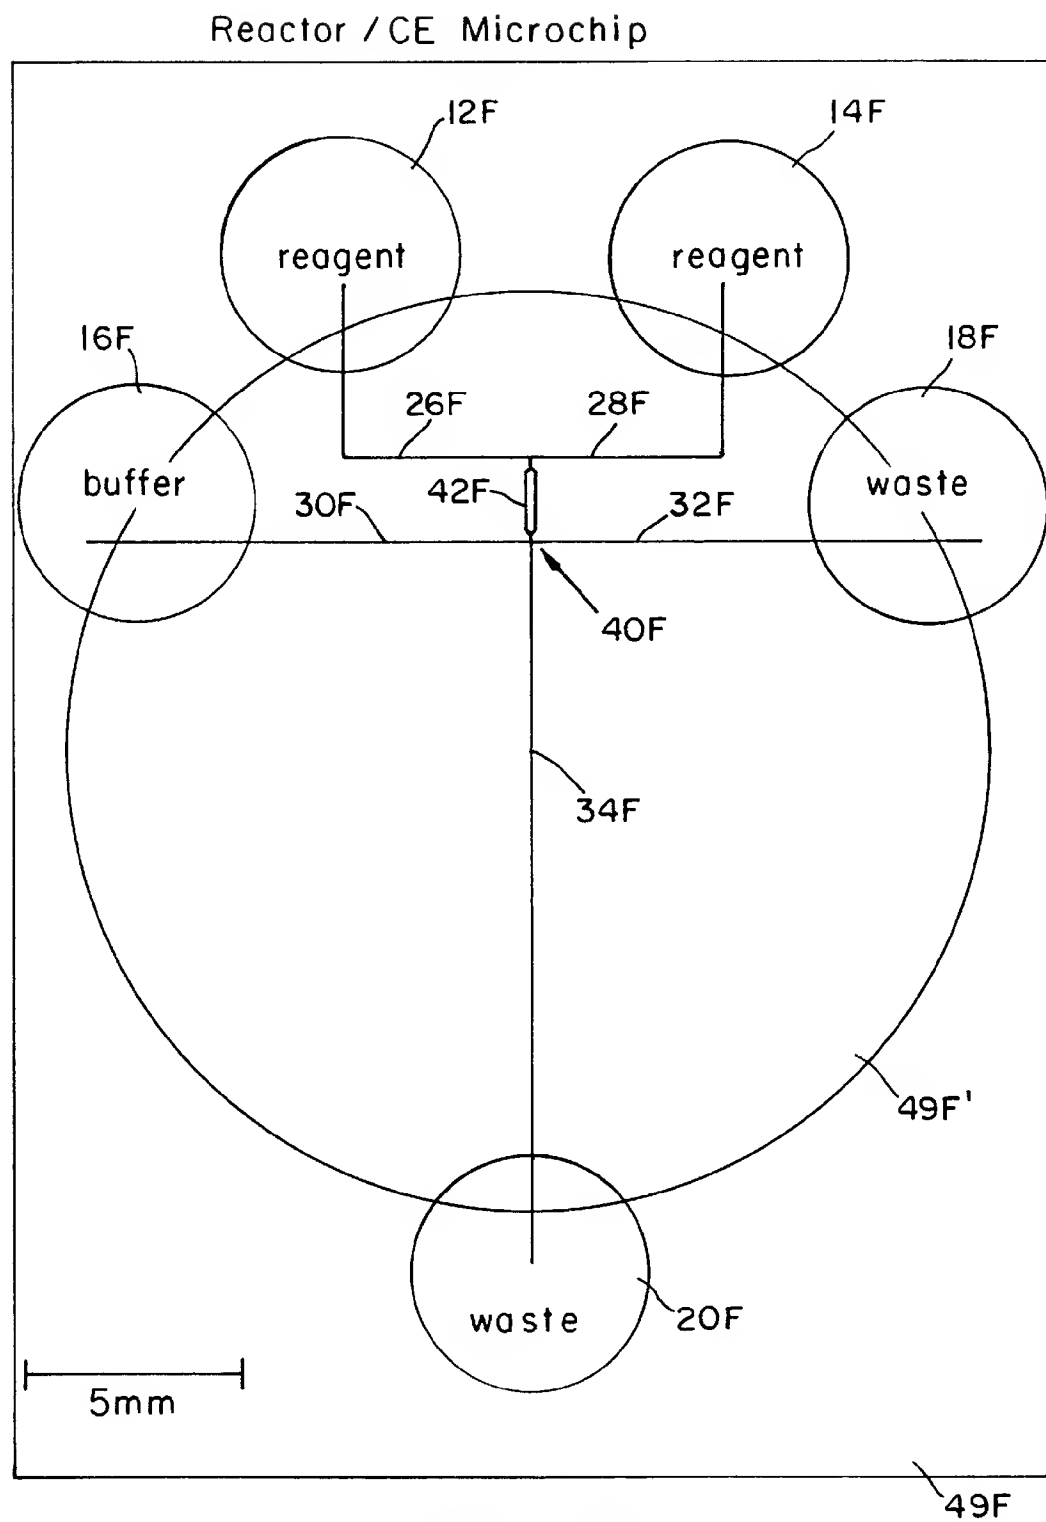 Reactor / CE Microchip
12F
14F
reagent
reagent
16F
18F
26F
28F
buffer
waste
42F
30F
32F
40F
34F
49F'
waste
20F
5mm
49F